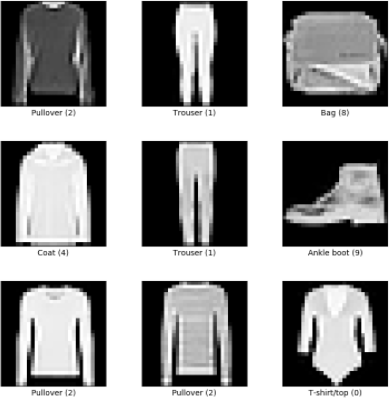 Pullover (2)
Trouser (1)
Bag (8)
Coat (4)
Trouser (1)
Ankle boot (9)
Pullover (2)
Pullover (2)
T-shirt/top (0)